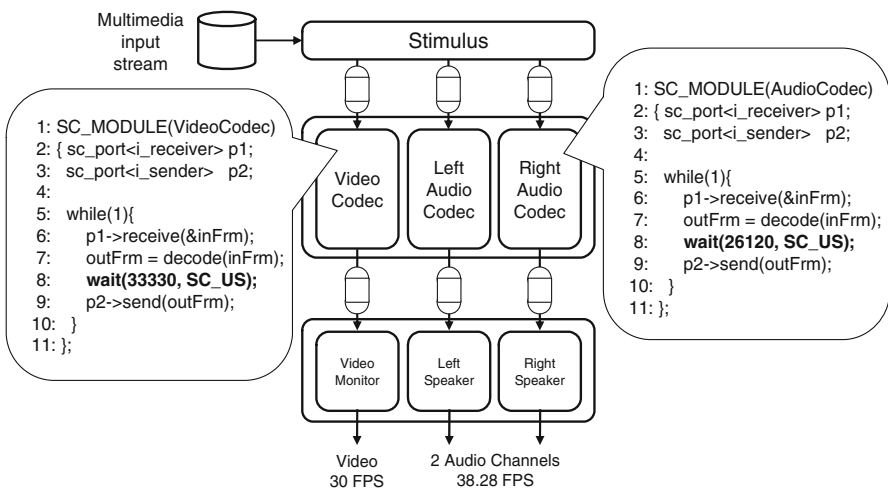 Multimedia
input
stream
Stimulus
1: SC_MODULE(VideoCodec)
2: { sc_port<i_receiver> p1;
3: sc_port<i_sender> p2;
4:
5: while(1){
6: p1->receive(&inFrm);
7: outFrm = decode(inFrm);
8: wait(33330, SC_US);
9: p2->send(outFrm);
10: }
11: };
Video
Codec
Left
Audio
Codec
Right
Audio
Codec
1: SC_MODULE(AudioCodec)
2: { sc_port<i_receiver> p1;
3: sc_port<i_sender> p2;
4:
5: while(1){
6: p1->receive(&inFrm);
7: outFrm = decode(inFrm);
8: wait(26120, SC_US);
9: p2->send(outFrm);
10: }
11: };
Video
Monitor
Left
Speaker
Right
Speaker
Video
30 FPS
2 Audio Channels
38.28 FPS